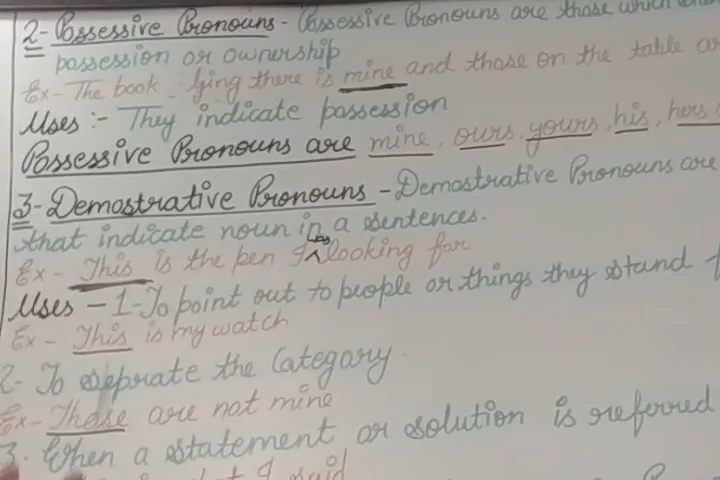 2- Possessive Pronouns - Possessive Pronouns are those which
possession or ownership
Ex- The book lying there is mine and those on the table
Uses :- They indicate possession
Possessive Pronouns are mine, ours, yours, his, hers
3- Demostrative Pronouns - Demostrative Pronouns are
that indicate noun in a sentences.
Ex - This is the pen I was looking for
Uses - 1- To point out to people or things they stand
Ex - This is my watch
2- To seprate the Category.
Ex- Those are not mine
3. When a statement or solution is referred
I said